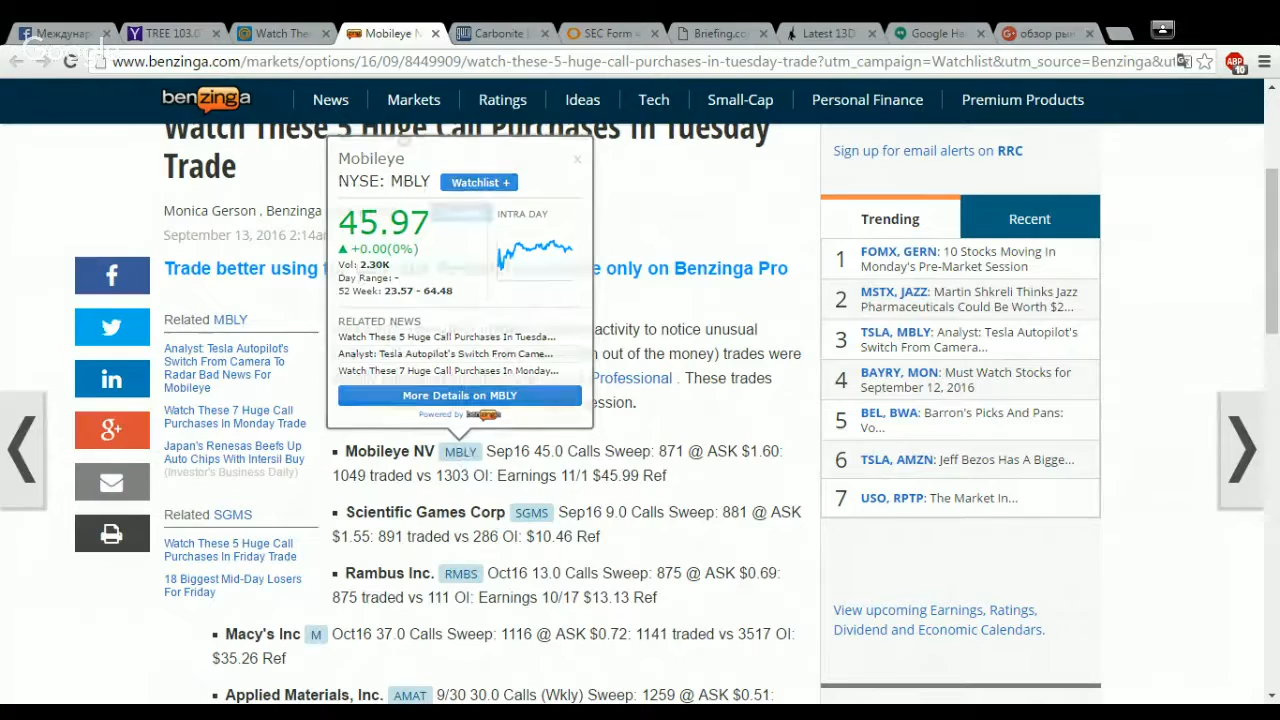 Междунар
TREE 103.0
Watch The
Mobileye N
Carbonite
SEC Form 4
Briefing.co
Latest 13D
Google Ha
обзор рын
Google
www.benzinga.com/markets/options/16/09/8449909/watch-these-5-huge-call-purchases-in-tuesday-trade?utm_campaign=Watchlist&utm_source=Benzinga&ut
ABP
10
benzinga
News
Markets
Ratings
Ideas
Tech
Small-Cap
Personal Finance
Premium Products
Watch These 5 Huge Call Purchases In Tuesday
Trade
Monica Gerson , Benzinga
September 13, 2016 2:14am
Trade better using
only on Benzinga Pro
Mobileye
x
NYSE: MBLY
Watchlist +
45.97
INTRA DAY
▲ +0.00(0%)
Vol: 2.30K
Day Range: -
52 Week: 23.57 - 64.48
RELATED NEWS
Watch These 5 Huge Call Purchases In Tuesda...
Analyst: Tesla Autopilot's Switch From Came...
Watch These 7 Huge Call Purchases In Monday...
More Details on MBLY
Powered by benzinga
activity to notice unusual
out of the money) trades were
Professional . These trades
Related MBLY
Analyst: Tesla Autopilot's
Switch From Camera To
Radar Bad News For
Mobileye
Watch These 7 Huge Call
Purchases In Monday Trade
Japan's Renesas Beefs Up
Auto Chips With Intersil Buy
(Investor's Business Daily)
Related SGMS
Watch These 5 Huge Call
Purchases In Friday Trade
18 Biggest Mid-Day Losers
For Friday
▪ Mobileye NV MBLY Sep16 45.0 Calls Sweep: 871 @ ASK $1.60:
1049 traded vs 1303 OI: Earnings 11/1 $45.99 Ref
▪ Scientific Games Corp SGMS Sep16 9.0 Calls Sweep: 881 @ ASK
$1.55: 891 traded vs 286 OI: $10.46 Ref
▪ Rambus Inc. RMBS Oct16 13.0 Calls Sweep: 875 @ ASK $0.69:
875 traded vs 111 OI: Earnings 10/17 $13.13 Ref
▪ Macy's Inc M Oct16 37.0 Calls Sweep: 1116 @ ASK $0.72: 1141 traded vs 3517 OI:
$35.26 Ref
▪ Applied Materials, Inc. AMAT 9/30 30.0 Calls (Wkly) Sweep: 1259 @ ASK $0.51:
Sign up for email alerts on RRC
Trending
Recent
1 FOMX, GERN: 10 Stocks Moving In
Monday's Pre-Market Session
2 MSTX, JAZZ: Martin Shkreli Thinks Jazz
Pharmaceuticals Could Be Worth $2...
3 TSLA, MBLY: Analyst: Tesla Autopilot's
Switch From Camera...
4 BAYRY, MON: Must Watch Stocks for
September 12, 2016
5 BEL, BWA: Barron's Picks And Pans:
Vo...
6 TSLA, AMZN: Jeff Bezos Has A Bigge...
7 USO, RPTP: The Market In...
View upcoming Earnings, Ratings,
Dividend and Economic Calendars.